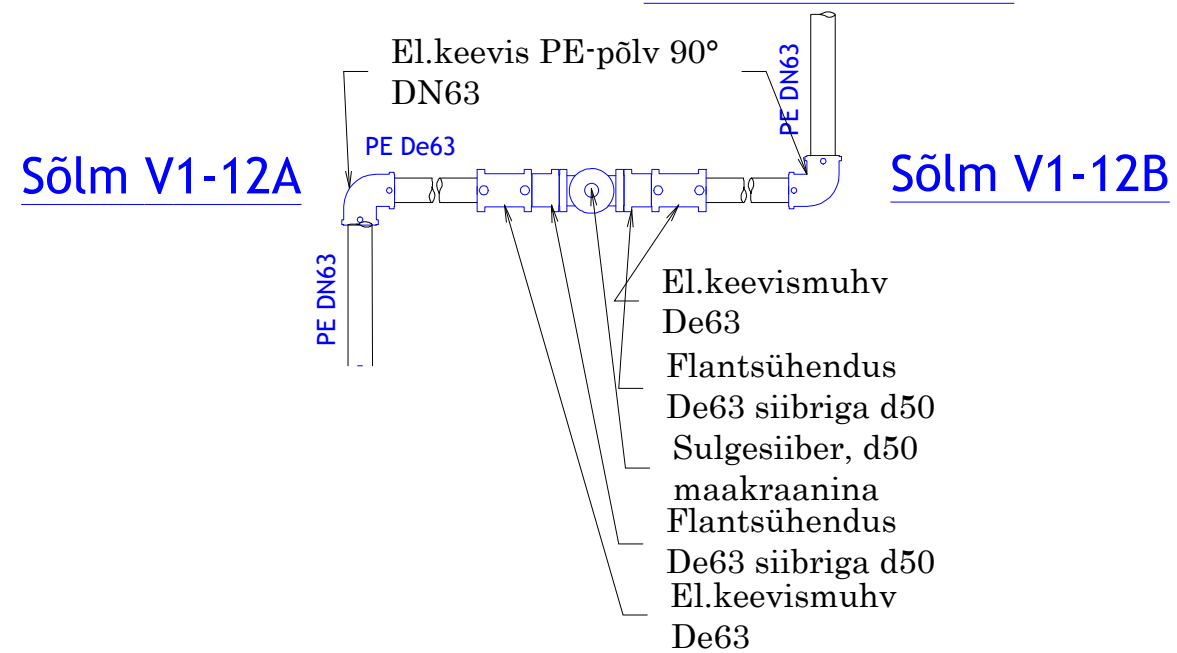 El.keevis PE-põlv 90°
DN63
PE DN63
PE De63
Sõlm V1-12A
Sõlm V1-12B
PE DN63
El.keevismuhv
De63
Flantsühendus
De63 siibriga d50
Sulgesiiber, d50
maakraanina
Flantsühendus
De63 siibriga d50
El.keevismuhv
De63